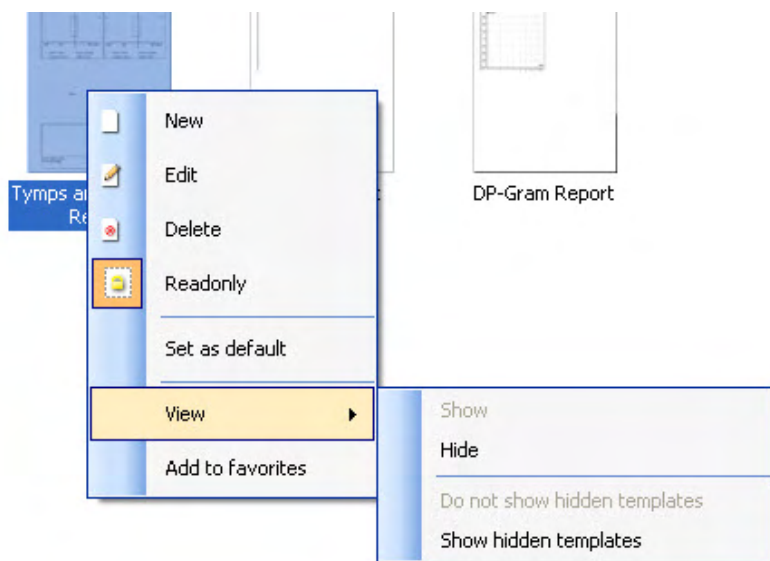 New
Edit
Tymps a
DP-Gram Report
Re
Delete
Readonly
Set as default
View
Show
Hide
Add to favorites
Do not show hidden templates
Show hidden templates